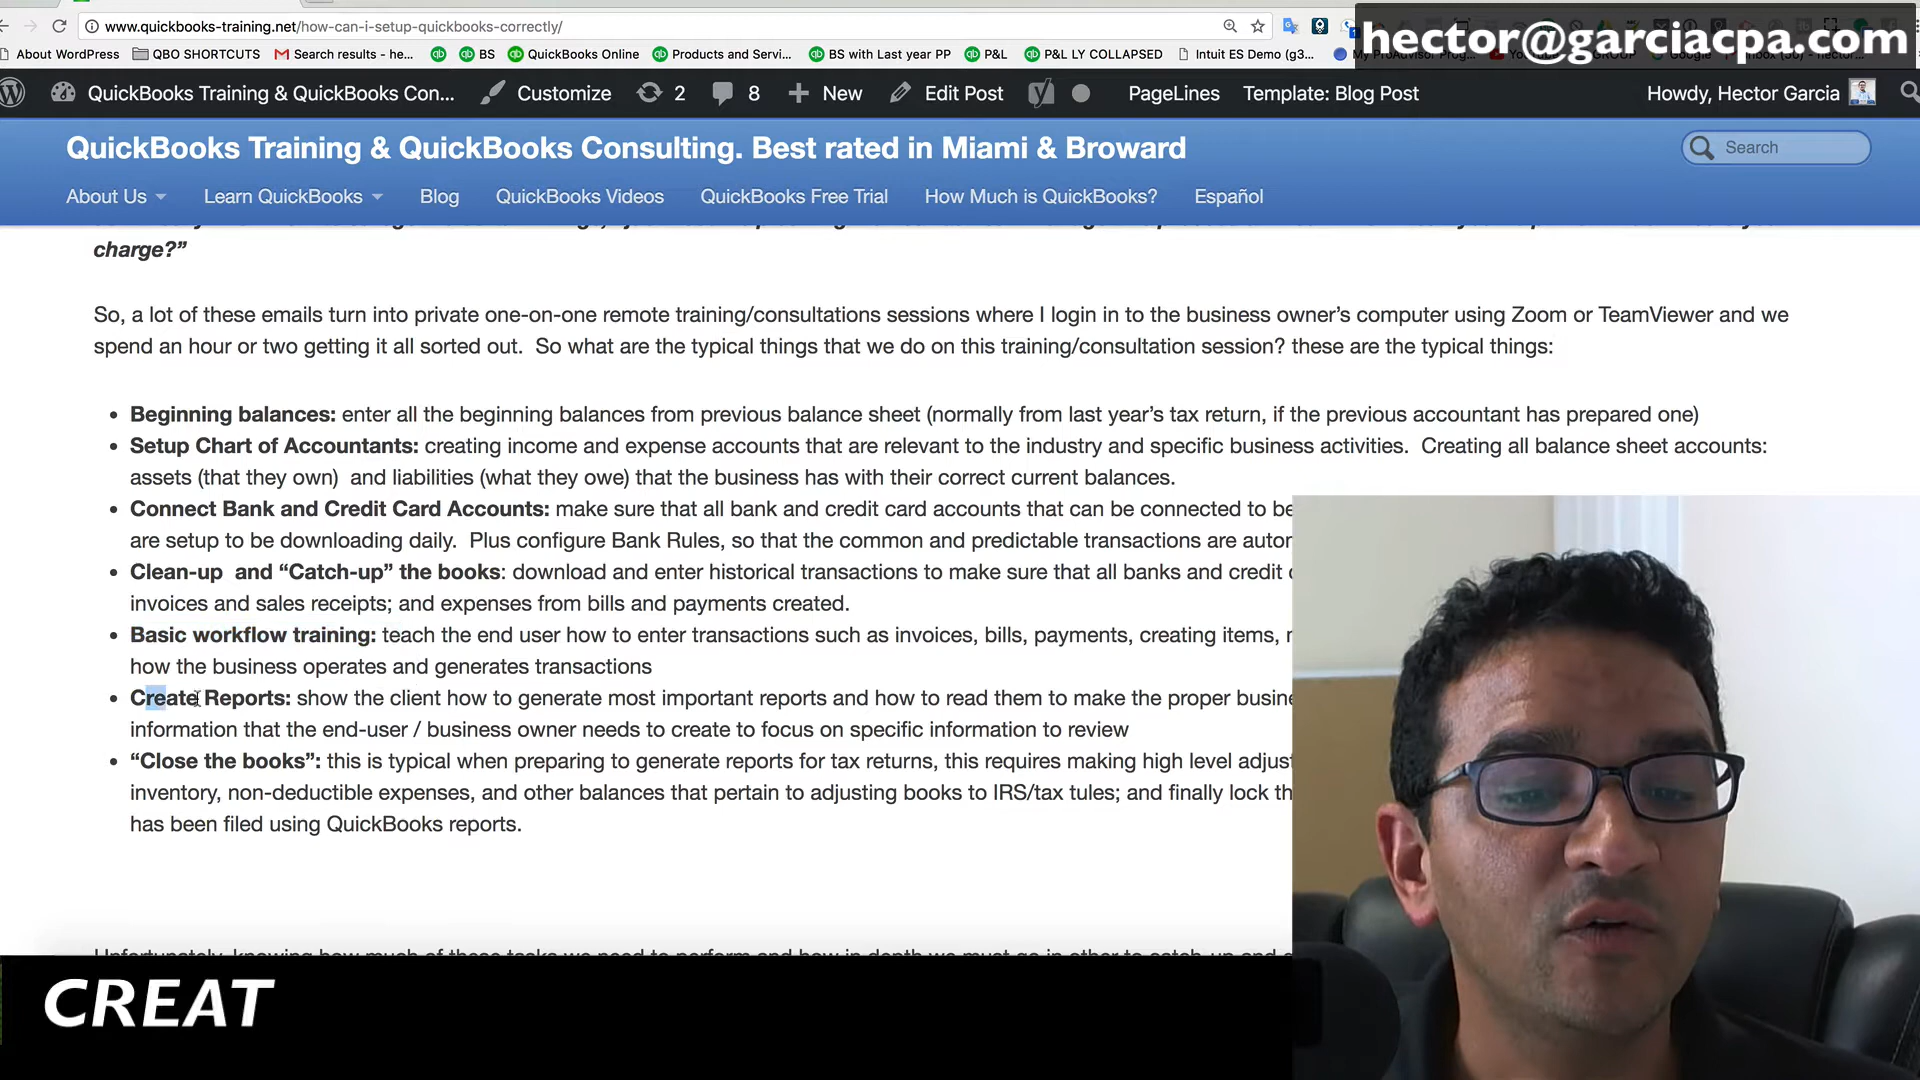 www.quickbooks-training.net/how-can-i-setup-quickbooks-correctly/
hector@garciacpa.com
About WordPress QBO SHORTCUTS Search results - he... BS QuickBooks Online Products and Servi... BS with Last year PP P&L P&L LY COLLAPSED Intuit ES Demo (g3...
QuickBooks Training & QuickBooks Con... Customize 2 8 New Edit Post PageLines Template: Blog Post Howdy, Hector Garcia
QuickBooks Training & QuickBooks Consulting. Best rated in Miami & Broward
Search
About Us Learn QuickBooks Blog QuickBooks Videos QuickBooks Free Trial How Much is QuickBooks? Español
charge?”
So, a lot of these emails turn into private one-on-one remote training/consultations sessions where I login in to the business owner’s computer using Zoom or TeamViewer and we
spend an hour or two getting it all sorted out. So what are the typical things that we do on this training/consultation session? these are the typical things:
• Beginning balances: enter all the beginning balances from previous balance sheet (normally from last year’s tax return, if the previous accountant has prepared one)
• Setup Chart of Accountants: creating income and expense accounts that are relevant to the industry and specific business activities. Creating all balance sheet accounts:
assets (that they own) and liabilities (what they owe) that the business has with their correct current balances.
• Connect Bank and Credit Card Accounts: make sure that all bank and credit card accounts that can be connected to be
are setup to be downloading daily. Plus configure Bank Rules, so that the common and predictable transactions are
• Clean-up and “Catch-up” the books: download and enter historical transactions to make sure that all banks and credit
invoices and sales receipts; and expenses from bills and payments created.
• Basic workflow training: teach the end user how to enter transactions such as invoices, bills, payments, creating items,
how the business operates and generates transactions
• Create Reports: show the client how to generate most important reports and how to read them to make the proper
information that the end-user / business owner needs to create to focus on specific information to review
• “Close the books”: this is typical when preparing to generate reports for tax returns, this requires making high level
inventory, non-deductible expenses, and other balances that pertain to adjusting books to IRS/tax tules; and finally lock
has been filed using QuickBooks reports.
CREAT